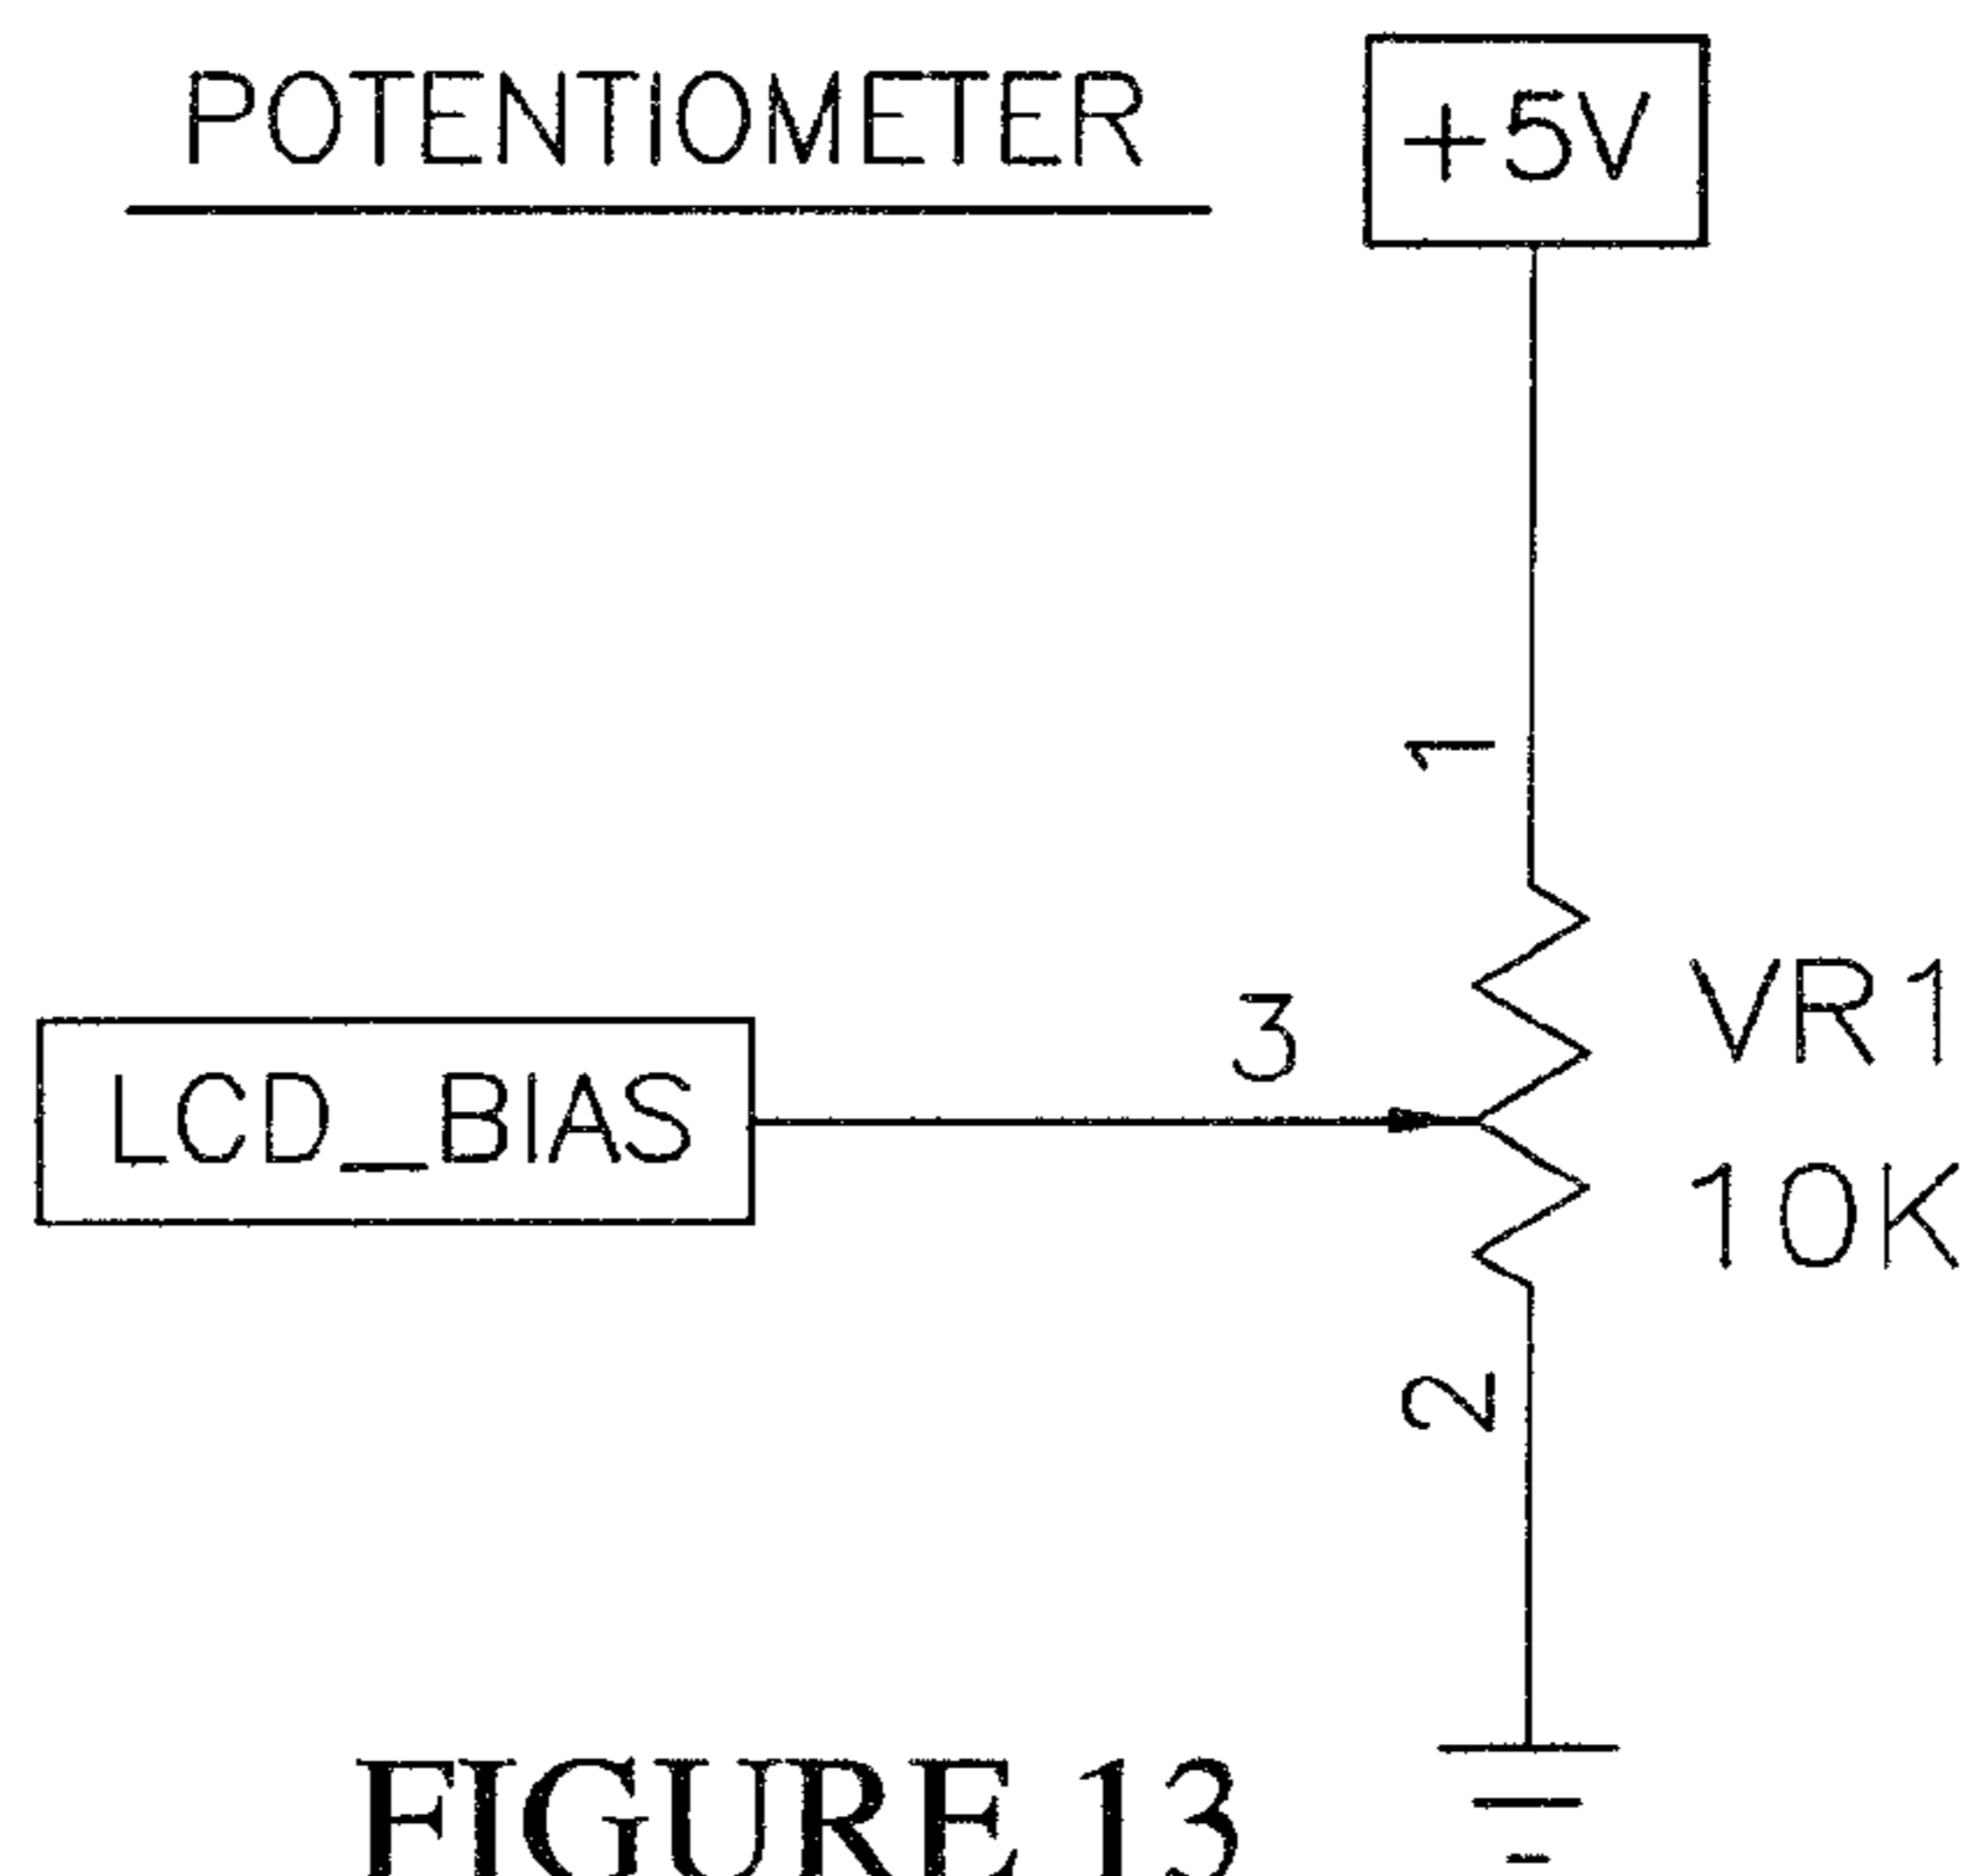 POTENTIOMETER
+5V
1
3
VR1
LCD_BIAS
10K
2
FIGURE 13